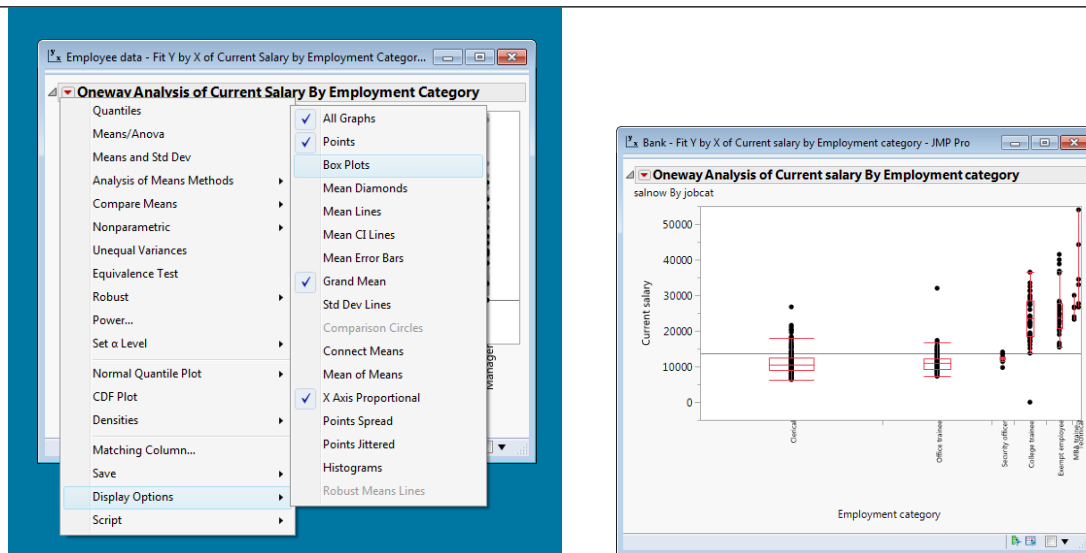 Employee data - Fit Y by X of Current Salary by Employment Categor...
Oneway Analysis of Current Salary By Employment Category
Quantiles
Means/Anova
Means and Std Dev
Analysis of Means Methods
Compare Means
Nonparametric
Unequal Variances
Equivalence Test
Robust
Power...
Set α Level
Normal Quantile Plot
CDF Plot
Densities
Matching Column...
Save
Display Options
Script
All Graphs
Points
Box Plots
Mean Diamonds
Mean Lines
Mean CI Lines
Mean Error Bars
Grand Mean
Std Dev Lines
Comparison Circles
Connect Means
Mean of Means
X Axis Proportional
Points Spread
Points Jittered
Histograms
Robust Means Lines
Manager
Bank - Fit Y by X of Current salary by Employment category - JMP Pro
Oneway Analysis of Current salary By Employment category
salnow By jobcat
50000
40000
30000
20000
10000
0
Current salary
Clerical
Office trainee
Security officer
College trainee
Exempt employee
MBA trainee
Technical
Employment category